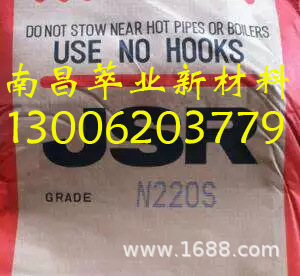 DO NOT STOW NEAR HOT PIPES OR BOILERS
USE NO HOOKS
南昌萃业新材料
13006203779
JSR
GRADE N220S
www.1688.com